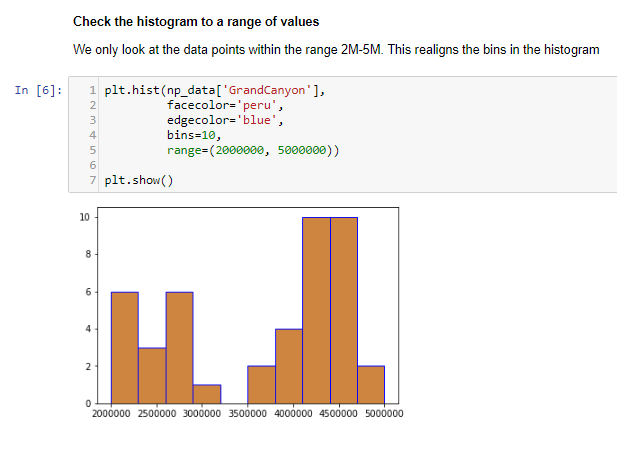 Check the histogram to a range of values
We only look at the data points within the range 2M-5M. This realigns the bins in the histogram
In [6]:
1 plt.hist(np_data['GrandCanyon'],
2         facecolor='peru',
3         edgecolor='blue',
4         bins=10,
5         range=(2000000, 5000000))
6
7 plt.show()
10
8
6
4
2
0
2000000 2500000 3000000 3500000 4000000 4500000 5000000